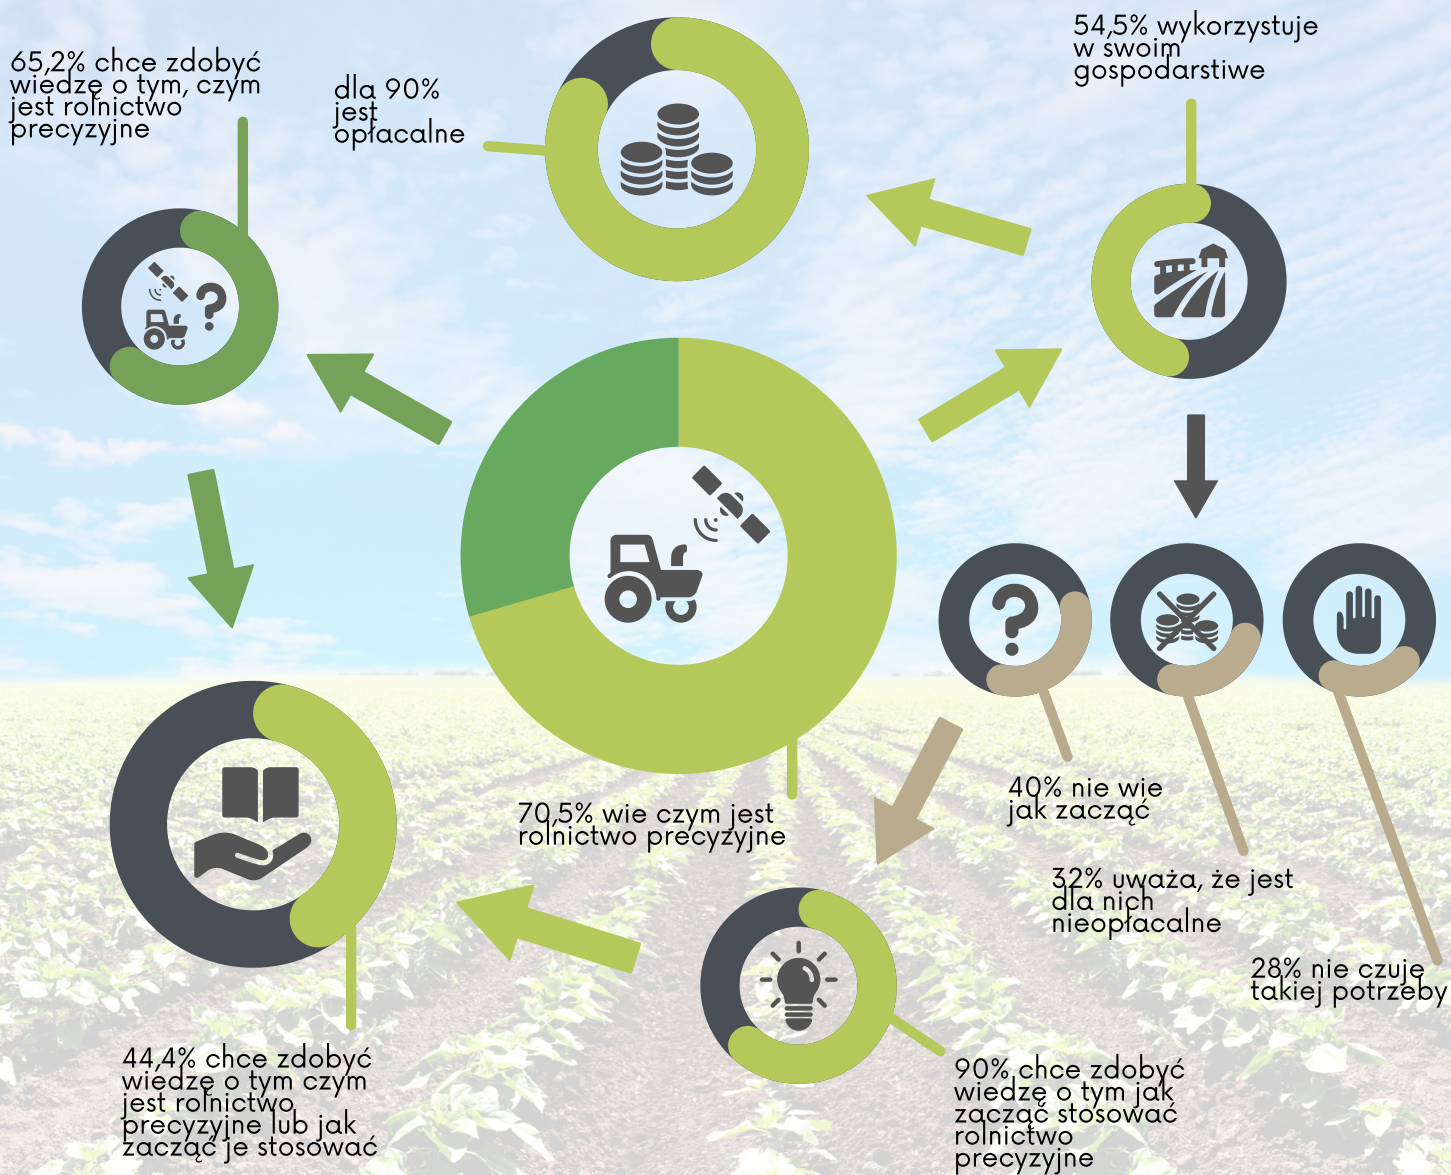 65,2% chce zdobyć
wiedzę o tym, czym
jest rolnictwo
precyzyjne
dla 90%
jest
opłacalne
54,5% wykorzystuje
w swoim
gospodarstiwe
70,5% wie czym jest
rolnictwo precyzyjne
40% nie wie
jak zacząć
32% uważa, że jest
dla nich
nieopłacalne
28% nie czuje
takiej potrzeby
44,4% chce zdobyć
wiedzę o tym czym
jest rolnictwo
precyzyjne lub jak
zacząć je stosować
90% chce zdobyć
wiedzę o tym jak
zacząć stosować
rolnictwo
precyzyjne